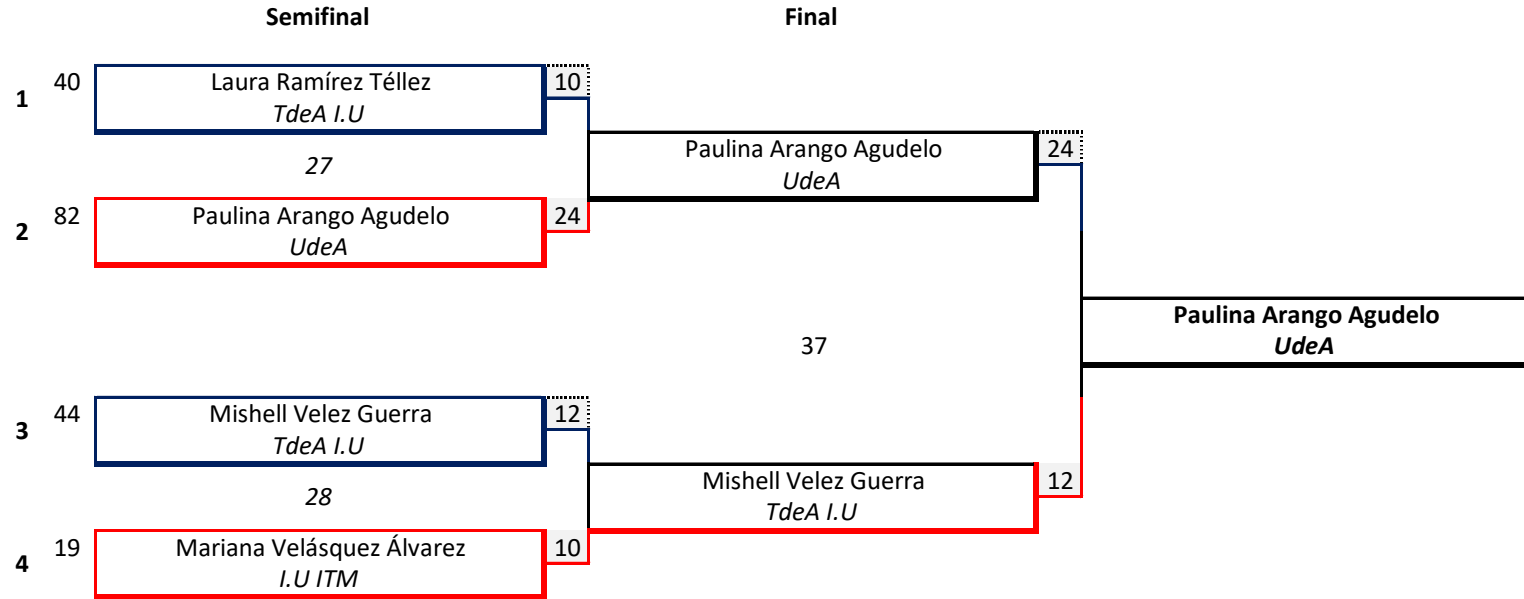 Semifinal Final
1 40 Laura Ramírez Téllez 10
TdeA I.U
27
2 82 Paulina Arango Agudelo 24
UdeA
Paulina Arango Agudelo 24
UdeA
37
Paulina Arango Agudelo
UdeA
3 44 Mishell Velez Guerra 12
TdeA I.U
28
4 19 Mariana Velásquez Álvarez 10
I.U ITM
Mishell Velez Guerra 12
TdeA I.U